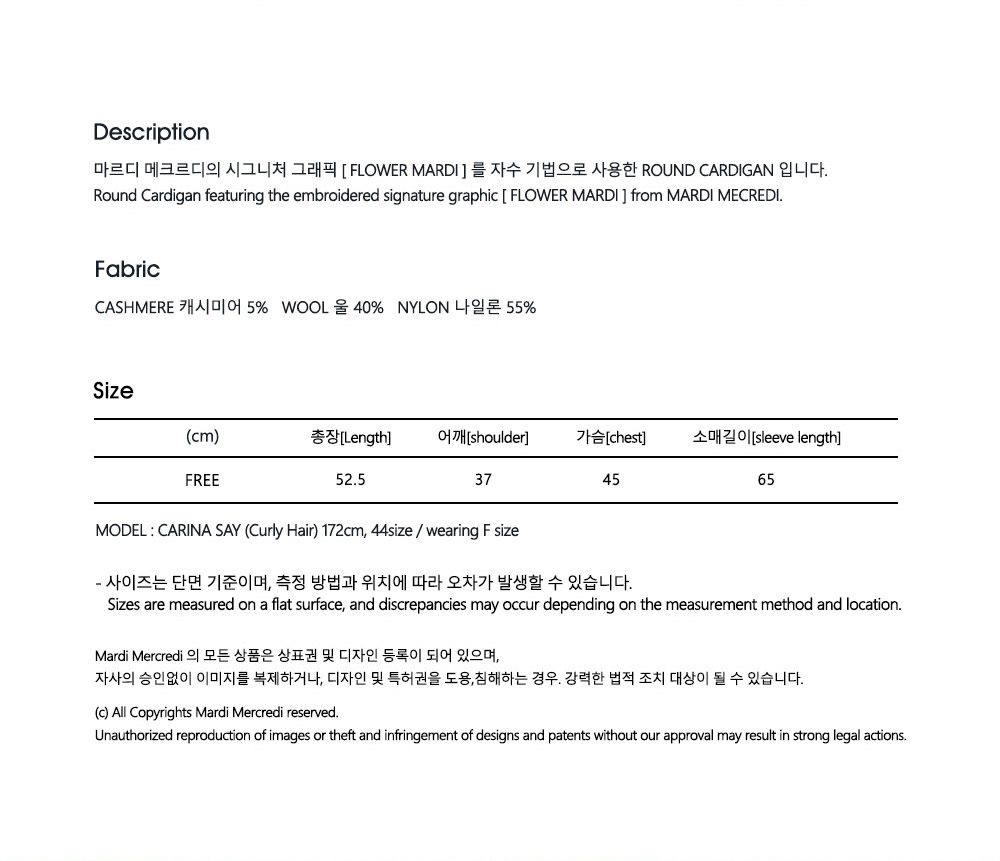 Description
마르디 메크르디의 시그니처 그래픽 [ FLOWER MARDI ] 를 자수 기법으로 사용한 ROUND CARDIGAN 입니다.
Round Cardigan featuring the embroidered signature graphic [ FLOWER MARDI ] from MARDI MECREDI.
Fabric
CASHMERE 캐시미어 5% WOOL 울 40% NYLON 나일론 55%
Size
(cm) 총장[Length] 어깨[shoulder] 가슴[chest] 소매길이[sleeve length]
FREE 52.5 37 45 65
MODEL : CARINA SAY (Curly Hair) 172cm, 44size / wearing F size
- 사이즈는 단면 기준이며, 측정 방법과 위치에 따라 오차가 발생할 수 있습니다.
Sizes are measured on a flat surface, and discrepancies may occur depending on the measurement method and location.
Mardi Mercredi 의 모든 상품은 상표권 및 디자인 등록이 되어 있으며,
자사의 승인없이 이미지를 복제하거나, 디자인 및 특허권을 도용,침해하는 경우. 강력한 법적 조치 대상이 될 수 있습니다.
(c) All Copyrights Mardi Mercredi reserved.
Unauthorized reproduction of images or theft and infringement of designs and patents without our approval may result in strong legal actions.